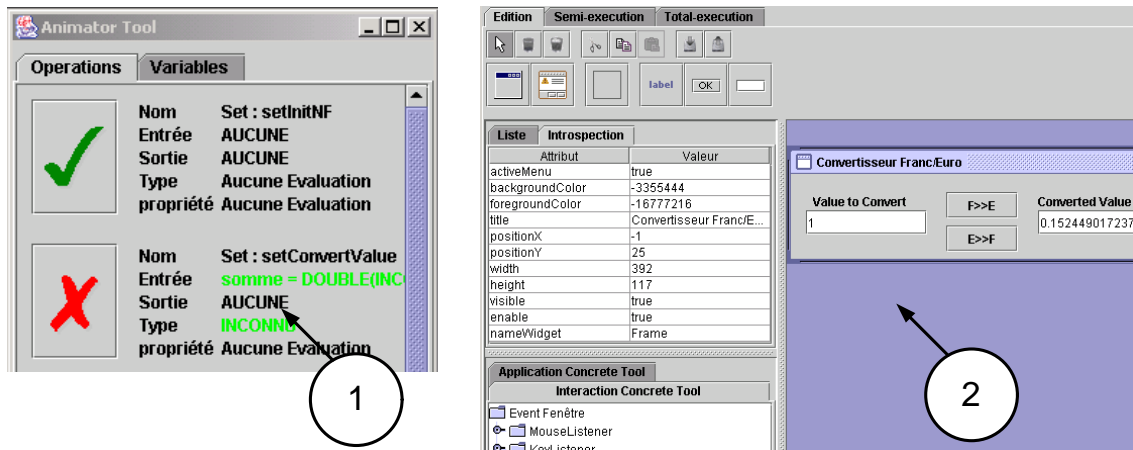 Animator Tool
Operations Variables
Nom Set : setInitNF
Entrée AUCUNE
Sortie AUCUNE
Type Aucune Evaluation
propriété Aucune Evaluation
Nom Set : setConvertValue
Entrée somme = DOUBLE(INC
Sortie AUCUNE
Type INCONNU
propriété Aucune Evaluation
1
Edition Semi-execution Total-execution
label OK
Liste Introspection
Attribut Valeur
activeMenu true
backgroundColor -3355444
foregroundColor -16777216
title Convertisseur Franc/E...
positionX -1
positionY 25
width 392
height 117
visible true
enable true
nameWidget Frame
Application Concrete Tool
Interaction Concrete Tool
Event Fenêtre
MouseListener
KeyListener
Convertisseur Franc/Euro
Value to Convert F>>E Converted Value
1 0.152449017237
E>>F
2